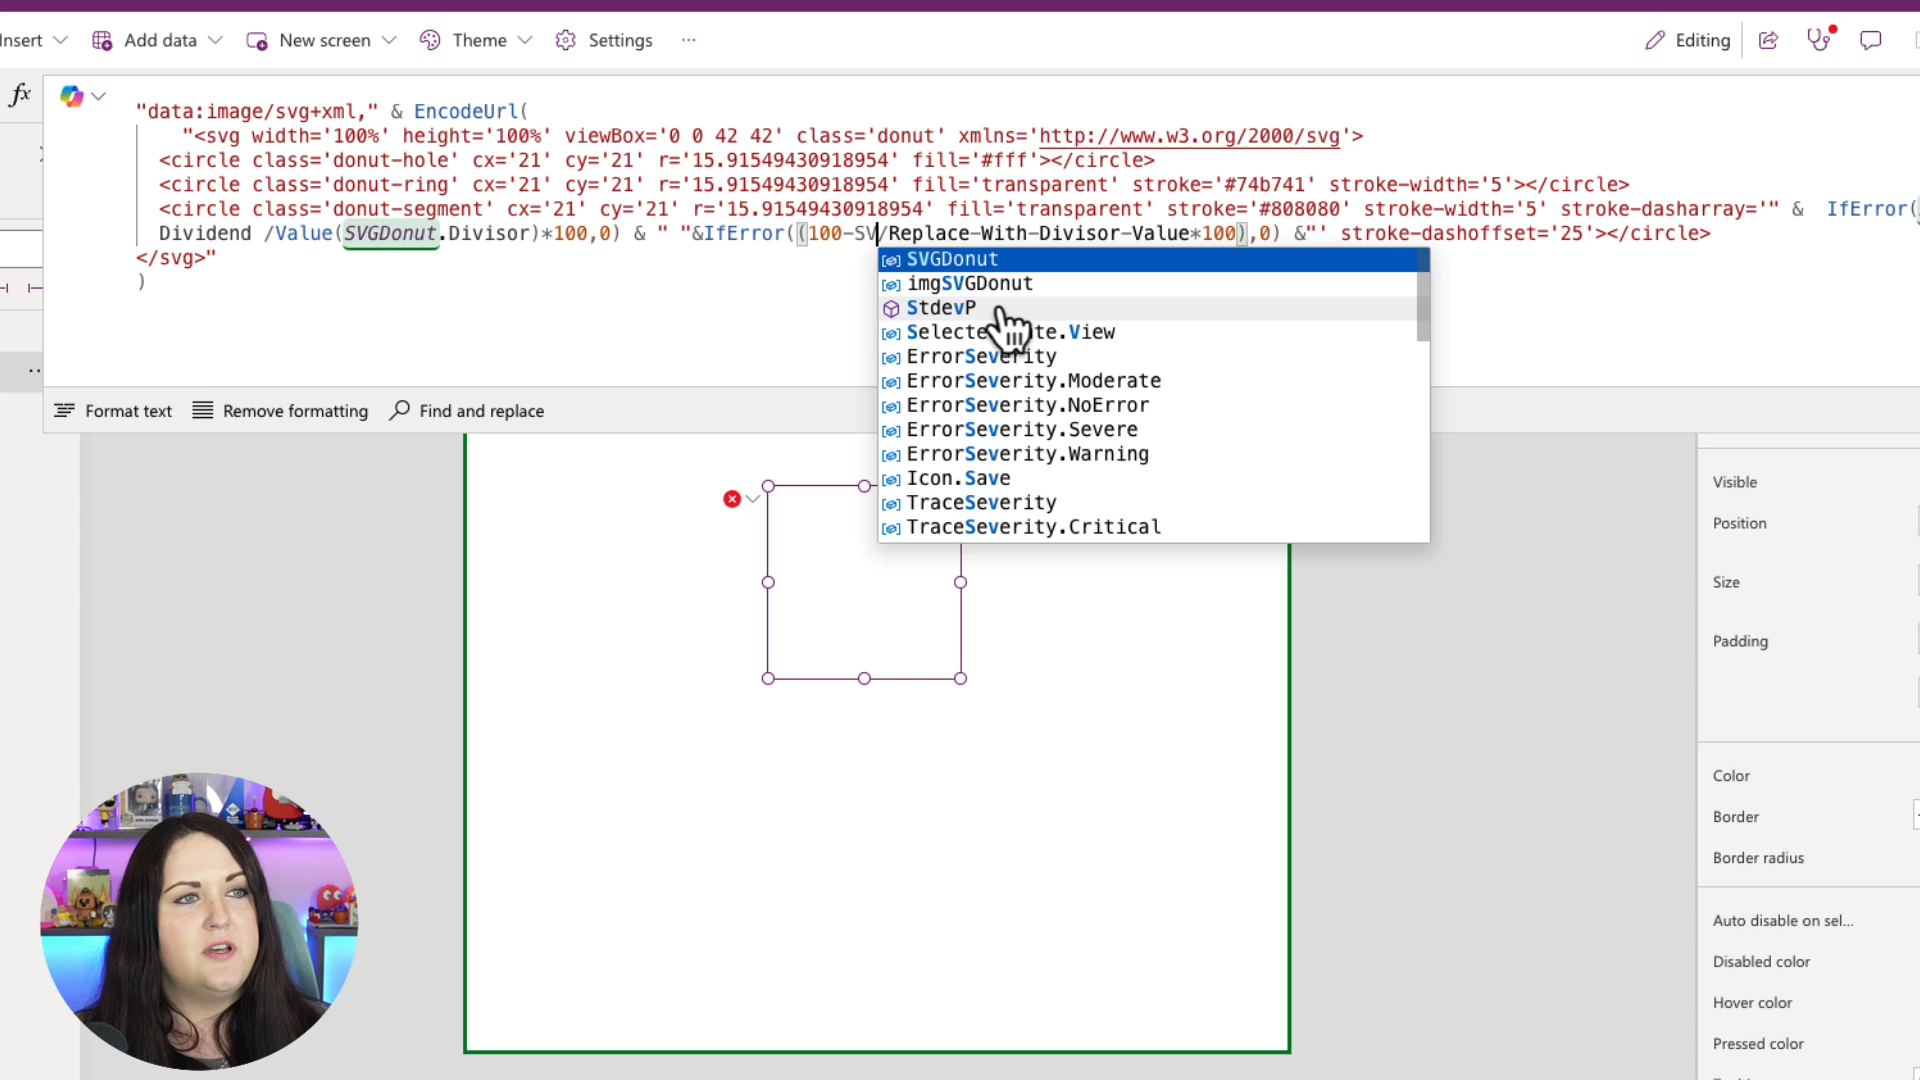 Insert
Add data
New screen
Theme
Settings
Editing
fx
"data:image/svg+xml," & EncodeUrl(
"<svg width='100%' height='100%' viewBox='0 0 42 42' class='donut' xmlns='http://www.w3.org/2000/svg'>
<circle class='donut-hole' cx='21' cy='21' r='15.91549430918954' fill='#fff'></circle>
<circle class='donut-ring' cx='21' cy='21' r='15.91549430918954' fill='transparent' stroke='#74b741' stroke-width='5'></circle>
<circle class='donut-segment' cx='21' cy='21' r='15.91549430918954' fill='transparent' stroke='#808080' stroke-width='5' stroke-dasharray='" & IfError(
Dividend /Value(SVGDonut.Divisor)*100,0) & " "&IfError((100-SV/Replace-With-Divisor-Value*100),0) &"' stroke-dashoffset='25'></circle>
</svg>"
)
SVGDonut
imgSVGDonut
StdevP
ErrorSeverity
ErrorSeverity.Moderate
ErrorSeverity.NoError
ErrorSeverity.Severe
ErrorSeverity.Warning
Icon.Save
TraceSeverity
TraceSeverity.Critical
Format text
Remove formatting
Find and replace
Visible
Position
Size
Padding
Color
Border
Border radius
Auto disable on sel...
Disabled color
Hover color
Pressed color